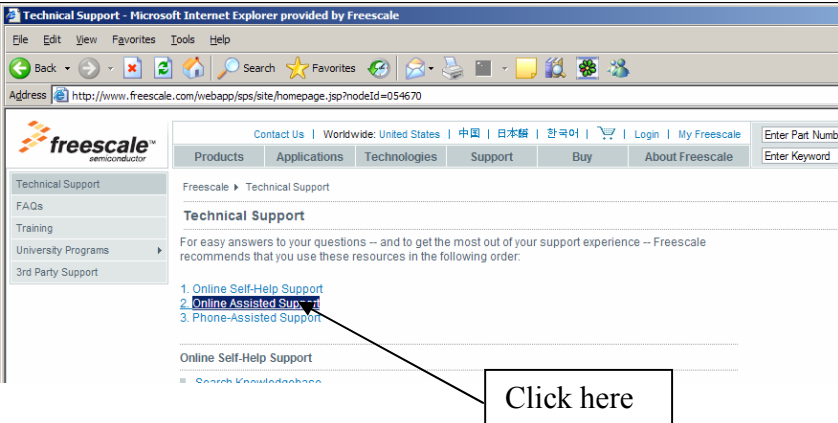 Technical Support - Microsoft Internet Explorer provided by Freescale
File Edit View Favorites Tools Help
Back Search Favorites
Address http://www.freescale.com/webapp/sps/site/homepage.jsp?nodeId=054670
freescale™
semiconductor
Contact Us | Worldwide: United States | 中国 | 日本語 | 한국어 | | Login | My Freescale
Enter Part Numb
Products Applications Technologies Support Buy About Freescale
Enter Keyword
Technical Support
FAQs
Training
University Programs
3rd Party Support
Freescale Technical Support
Technical Support
For easy answers to your questions -- and to get the most out of your support experience -- Freescale
recommends that you use these resources in the following order:
1. Online Self-Help Support
2. Online Assisted Support
3. Phone-Assisted Support
Online Self-Help Support
Search Knowledgebase
Click here